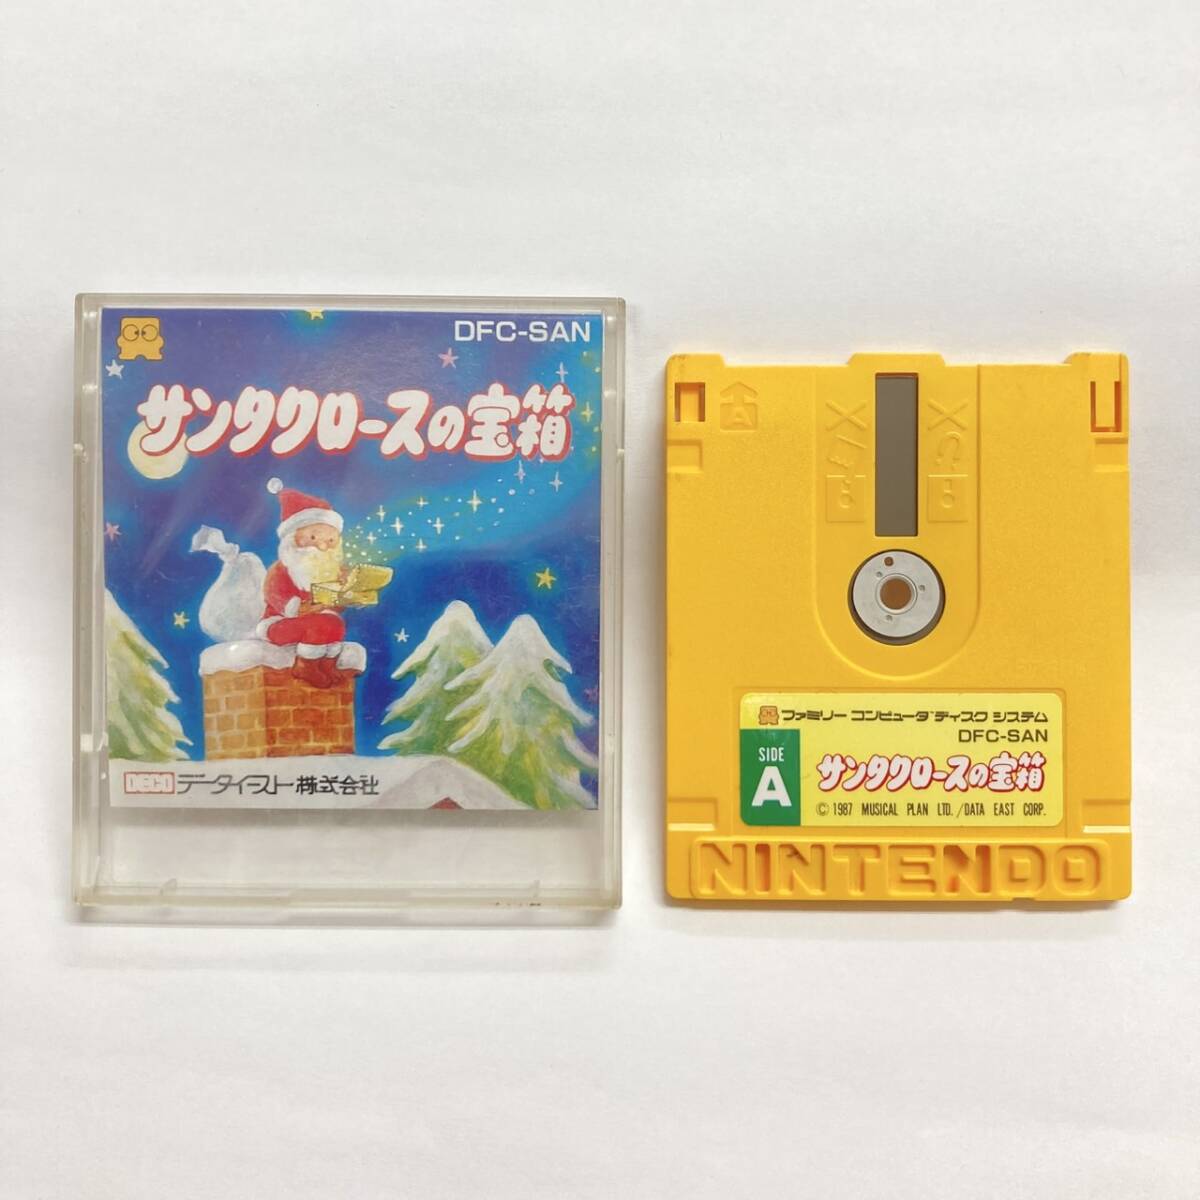 DFC-SAN
サンタクロースの宝箱
DECO データイースト株式会社
A
ファミリー コンピュータ ディスク システム
DFC-SAN
SIDE
A
サンタクロースの宝箱
© 1987 MUSICAL PLAN LTD./DATA EAST CORP.
NINTENDO